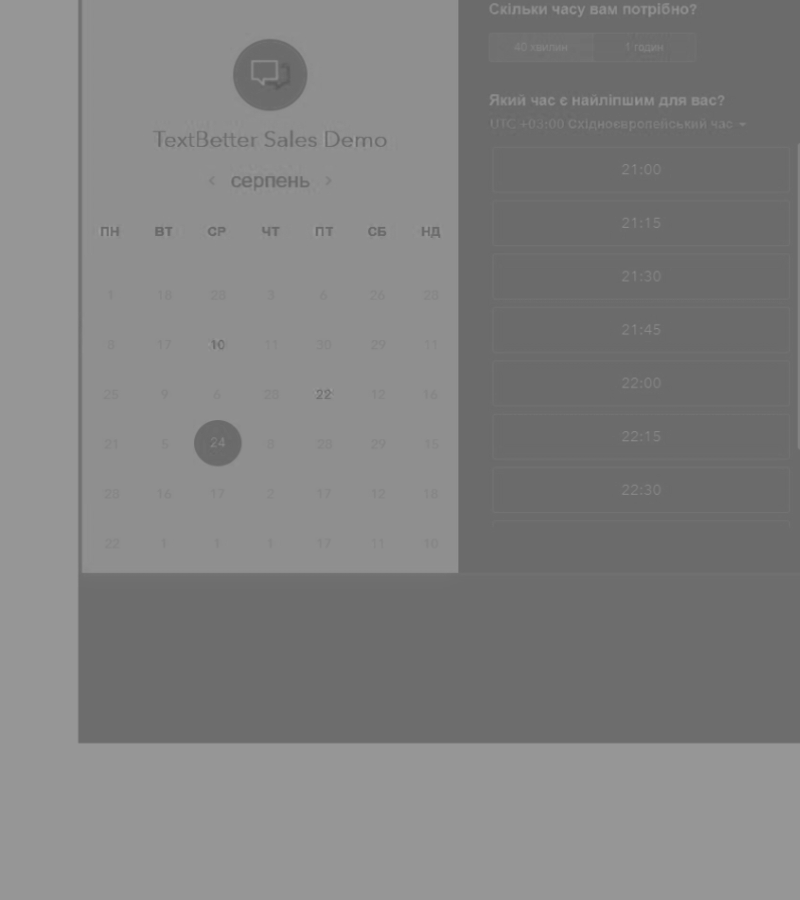 TextBetter Sales Demo
‹ серпень ›
ПН ВТ СР ЧТ ПТ СБ НД
1 18 28 3 6 26 28
8 17 10 11 30 29 11
25 9 6 28 22 12 16
21 5 24 8 23 29 15
20 16 17 2 17 12 18
22 1 1 1 17 11 10
Скільки часу вам потрібно?
40 хвилин 1 годин
Який час є найліпшим для вас?
UTC +03:00 Східноєвропейський час
21:00
21:15
21:30
21:45
22:00
22:15
22:30